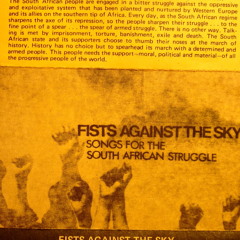 The South African people are engaged in a bitter struggle against the oppressive
and exploitative system that has been planted and nurtured by Western Europe
and its allies on the southern tip of Africa. Every day, as the South African regime
sharpens the axe of its repression, so the people sharpen their struggle . . . to the
fine point of a spear . . . the spear of armed struggle. There is no other way. Talk-
ing is met by imprisonment, torture, banishment, exile and death. The South
African state and its supporters choose to thumb their noses at the march of
history. History has no choice but to spearhead its march with a determined and
armed people. This people needs the support—moral, political and material—of all
the progressive people of the world.
FISTS AGAINST THE SKY
SONGS FOR THE
SOUTH AFRICAN STRUGGLE
FISTS AGAINST THE SKY